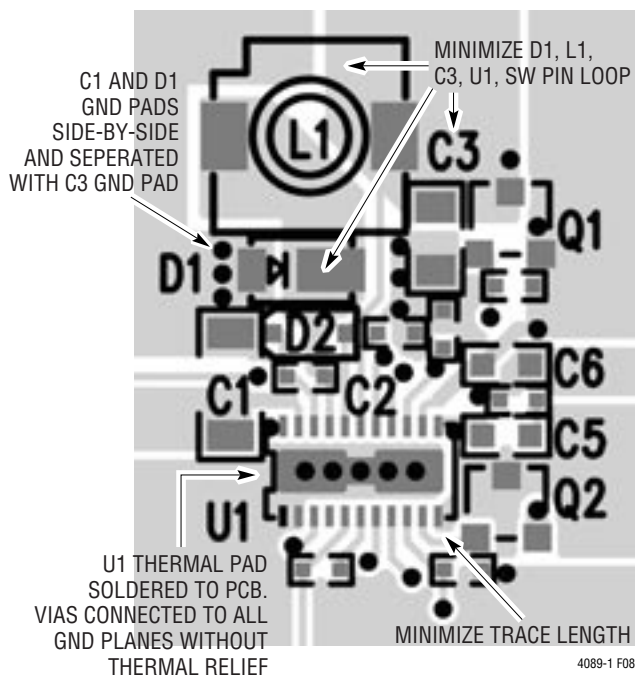 MINIMIZE D1, L1,
C3, U1, SW PIN LOOP
C1 AND D1
GND PADS
SIDE-BY-SIDE
AND SEPERATED
WITH C3 GND PAD
L1
C3
Q1
D1
D2
C6
C1
C2
C5
U1
Q2
U1 THERMAL PAD
SOLDERED TO PCB.
VIAS CONNECTED TO ALL
GND PLANES WITHOUT
THERMAL RELIEF
MINIMIZE TRACE LENGTH
4089-1 F08